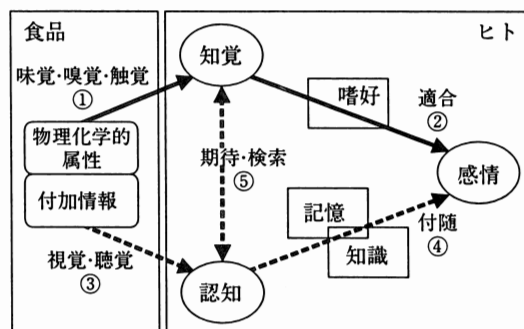 食品
ヒト
味覚・嗅覚・触覚
①
知覚
嗜好
適合
②
物理化学的
属性
付加情報
期待・検索
⑤
感情
記憶
知識
付随
④
視覚・聴覚
③
認知